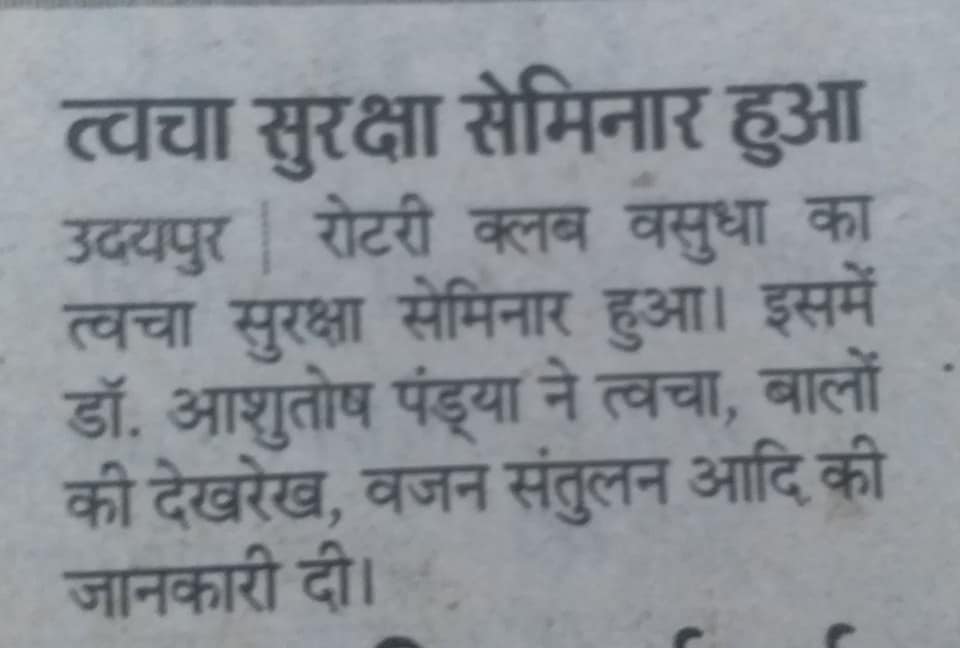 त्वचा सुरक्षा सेमिनार हुआ
उदयपुर | रोटरी क्लब वसुधा का
त्वचा सुरक्षा सेमिनार हुआ। इसमें
डॉ. आशुतोष पंड्या ने त्वचा, बालों
की देखरेख, वजन संतुलन आदि की
जानकारी दी।